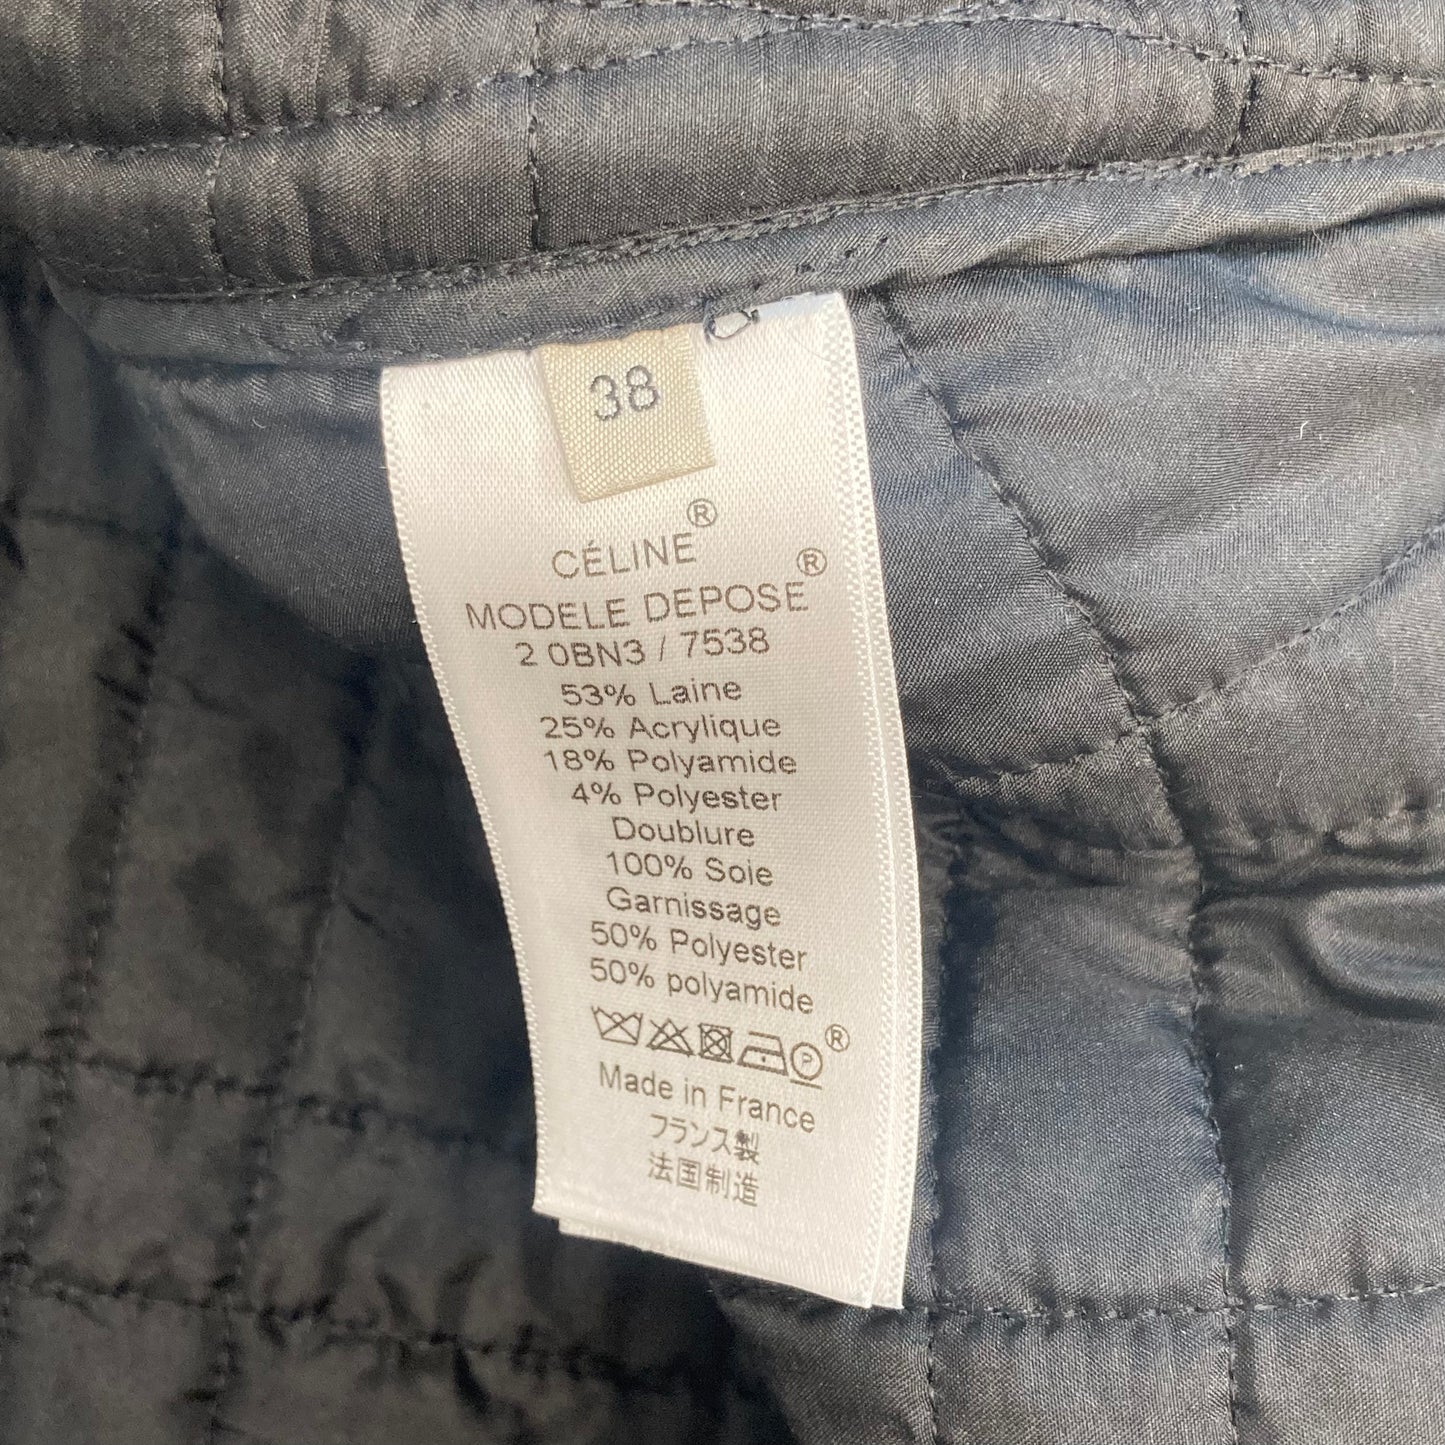 38
CÉLINE®
MODELE DEPOSE®
2 0BN3 / 7538
53% Laine
25% Acrylique
18% Polyamide
4% Polyester
Doublure
100% Soie
Garnissage
50% Polyester
50% polyamide
P ®
Made in France
フランス製
法国制造